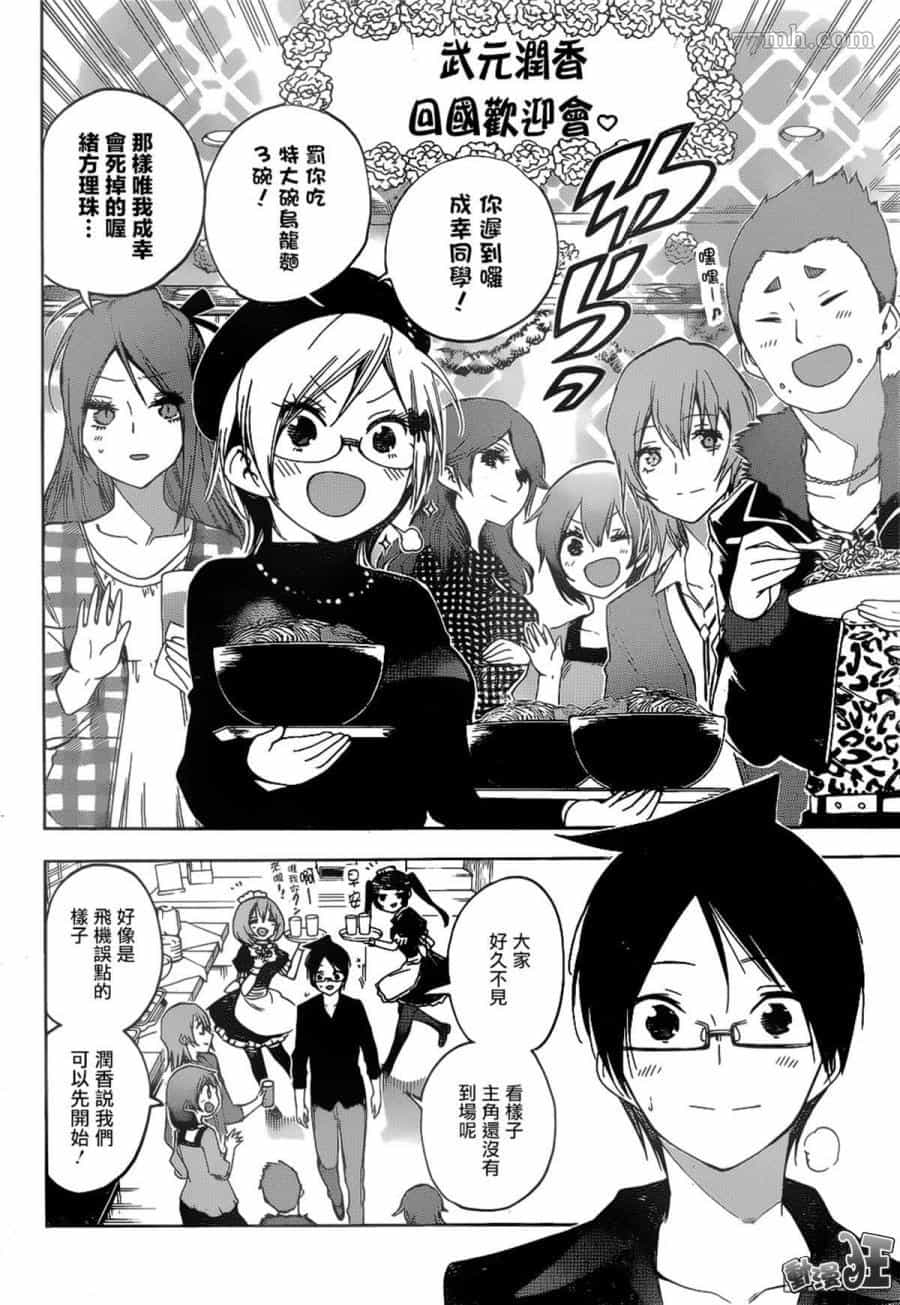 77mh.com
武元潤香
回國歡迎會♡
你遲到囉
成幸同學！
罰你吃
特大碗烏龍麵
3碗！
那樣唯我成幸
會死掉的喔
緒方理珠…
嘿嘿ー♪
大家
好久不見
看樣子
主角還沒有
到場呢
早安
啊ー
好像是
飛機誤點的
樣子
潤香說我們
可以先開始！
動漫狂